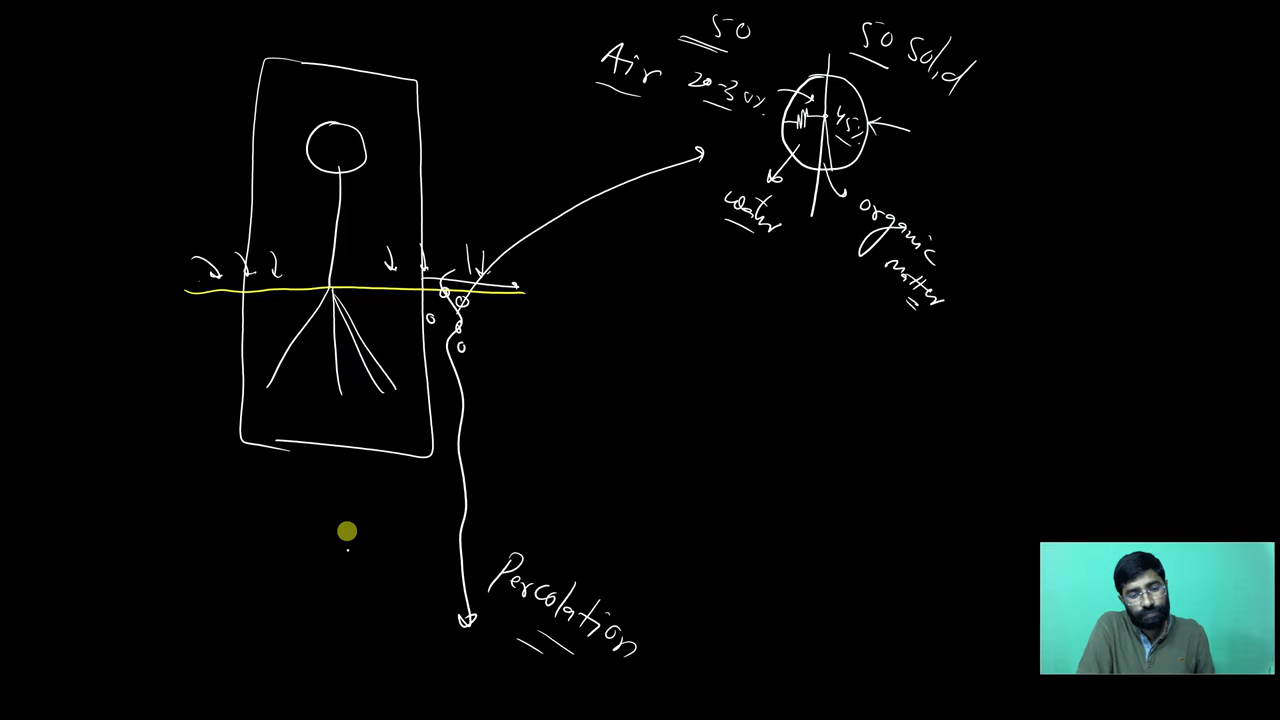 50
50 Solid
Air 20-30%
45%
water
organic
matter
Percolation